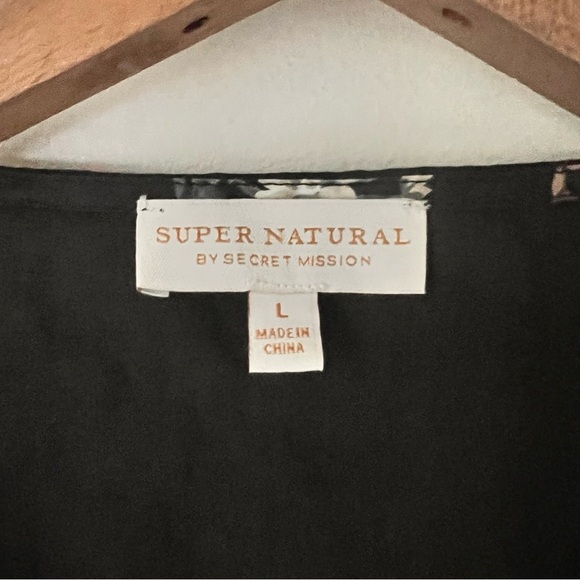 SUPER NATURAL
BY SECRET MISSION
L
MADE IN
CHINA